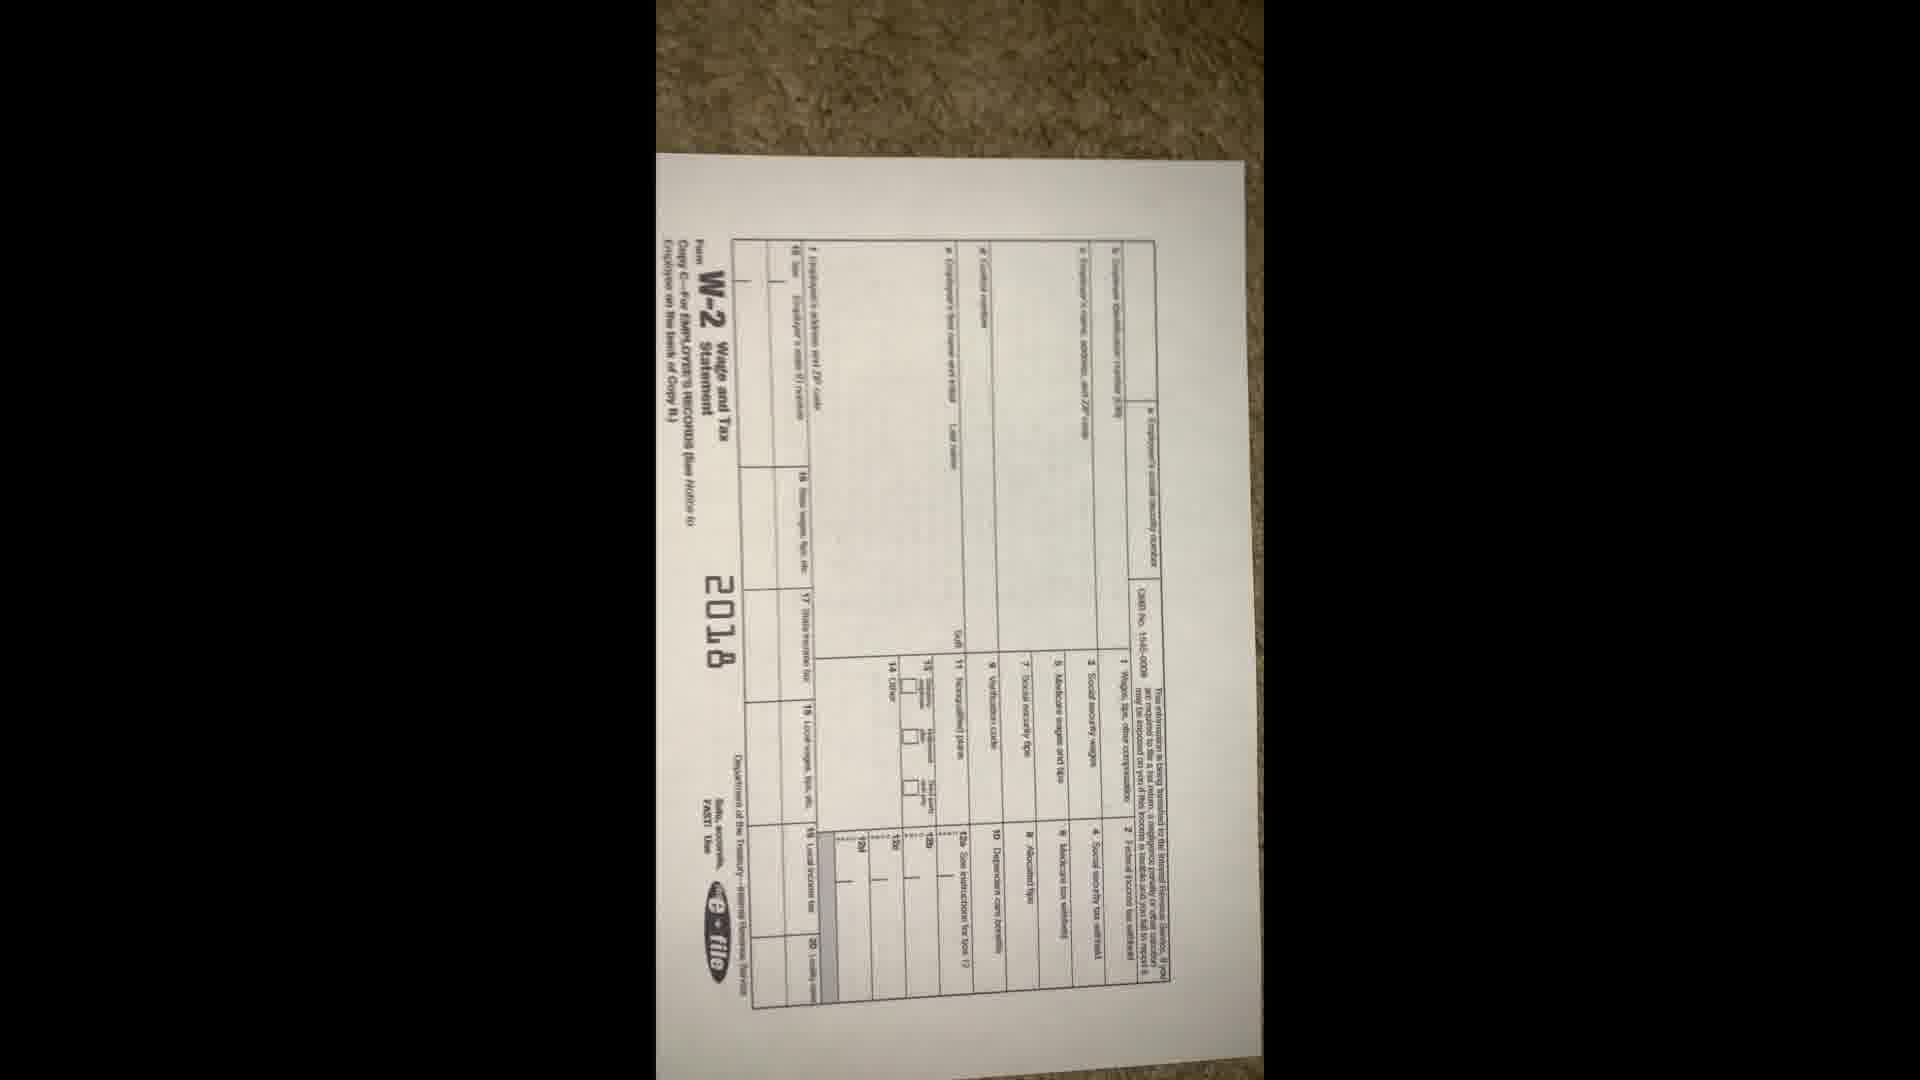 a Employee's social security number
OMB No. 1545-0008
This information is being furnished to the Internal Revenue Service. If you
are required to file a tax return, a negligence penalty or other sanction
may be imposed on you if this income is taxable and you fail to report it.
b Employer identification number (EIN)
1 Wages, tips, other compensation
2 Federal income tax withheld
c Employer's name, address, and ZIP code
3 Social security wages
4 Social security tax withheld
5 Medicare wages and tips
6 Medicare tax withheld
7 Social security tips
8 Allocated tips
d Control number
9 Verification code
10 Dependent care benefits
e Employee's first name and initial
Last name
Suff.
11 Nonqualified plans
12a See instructions for box 12
13 Statutory employee
Retirement plan
Third-party sick pay
12b
14 Other
12c
12d
f Employee's address and ZIP code
15 State
Employer's state ID number
16 State wages, tips, etc.
17 State income tax
18 Local wages, tips, etc.
19 Local income tax
20 Locality name
Form W-2 Wage and Tax
Statement
2018
Department of the Treasury—Internal Revenue Service
Copy C—For EMPLOYEE'S RECORDS (See Notice to
Employee on the back of Copy B.)
Safe, accurate,
FAST! Use
e file